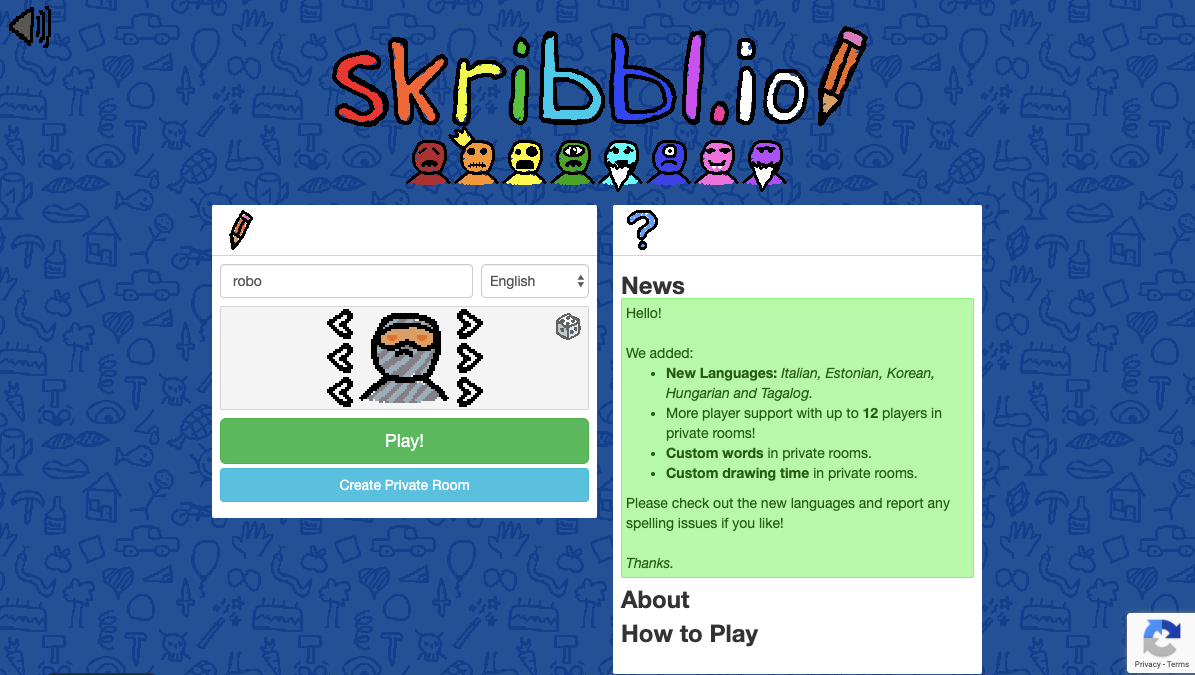 skribbl.io
robo
English
Play!
Create Private Room
News
Hello!
We added:
New Languages: Italian, Estonian, Korean,
Hungarian and Tagalog.
More player support with up to 12 players in
private rooms!
Custom words in private rooms.
Custom drawing time in private rooms.
Please check out the new languages and report any
spelling issues if you like!
Thanks.
About
How to Play
Privacy - Terms